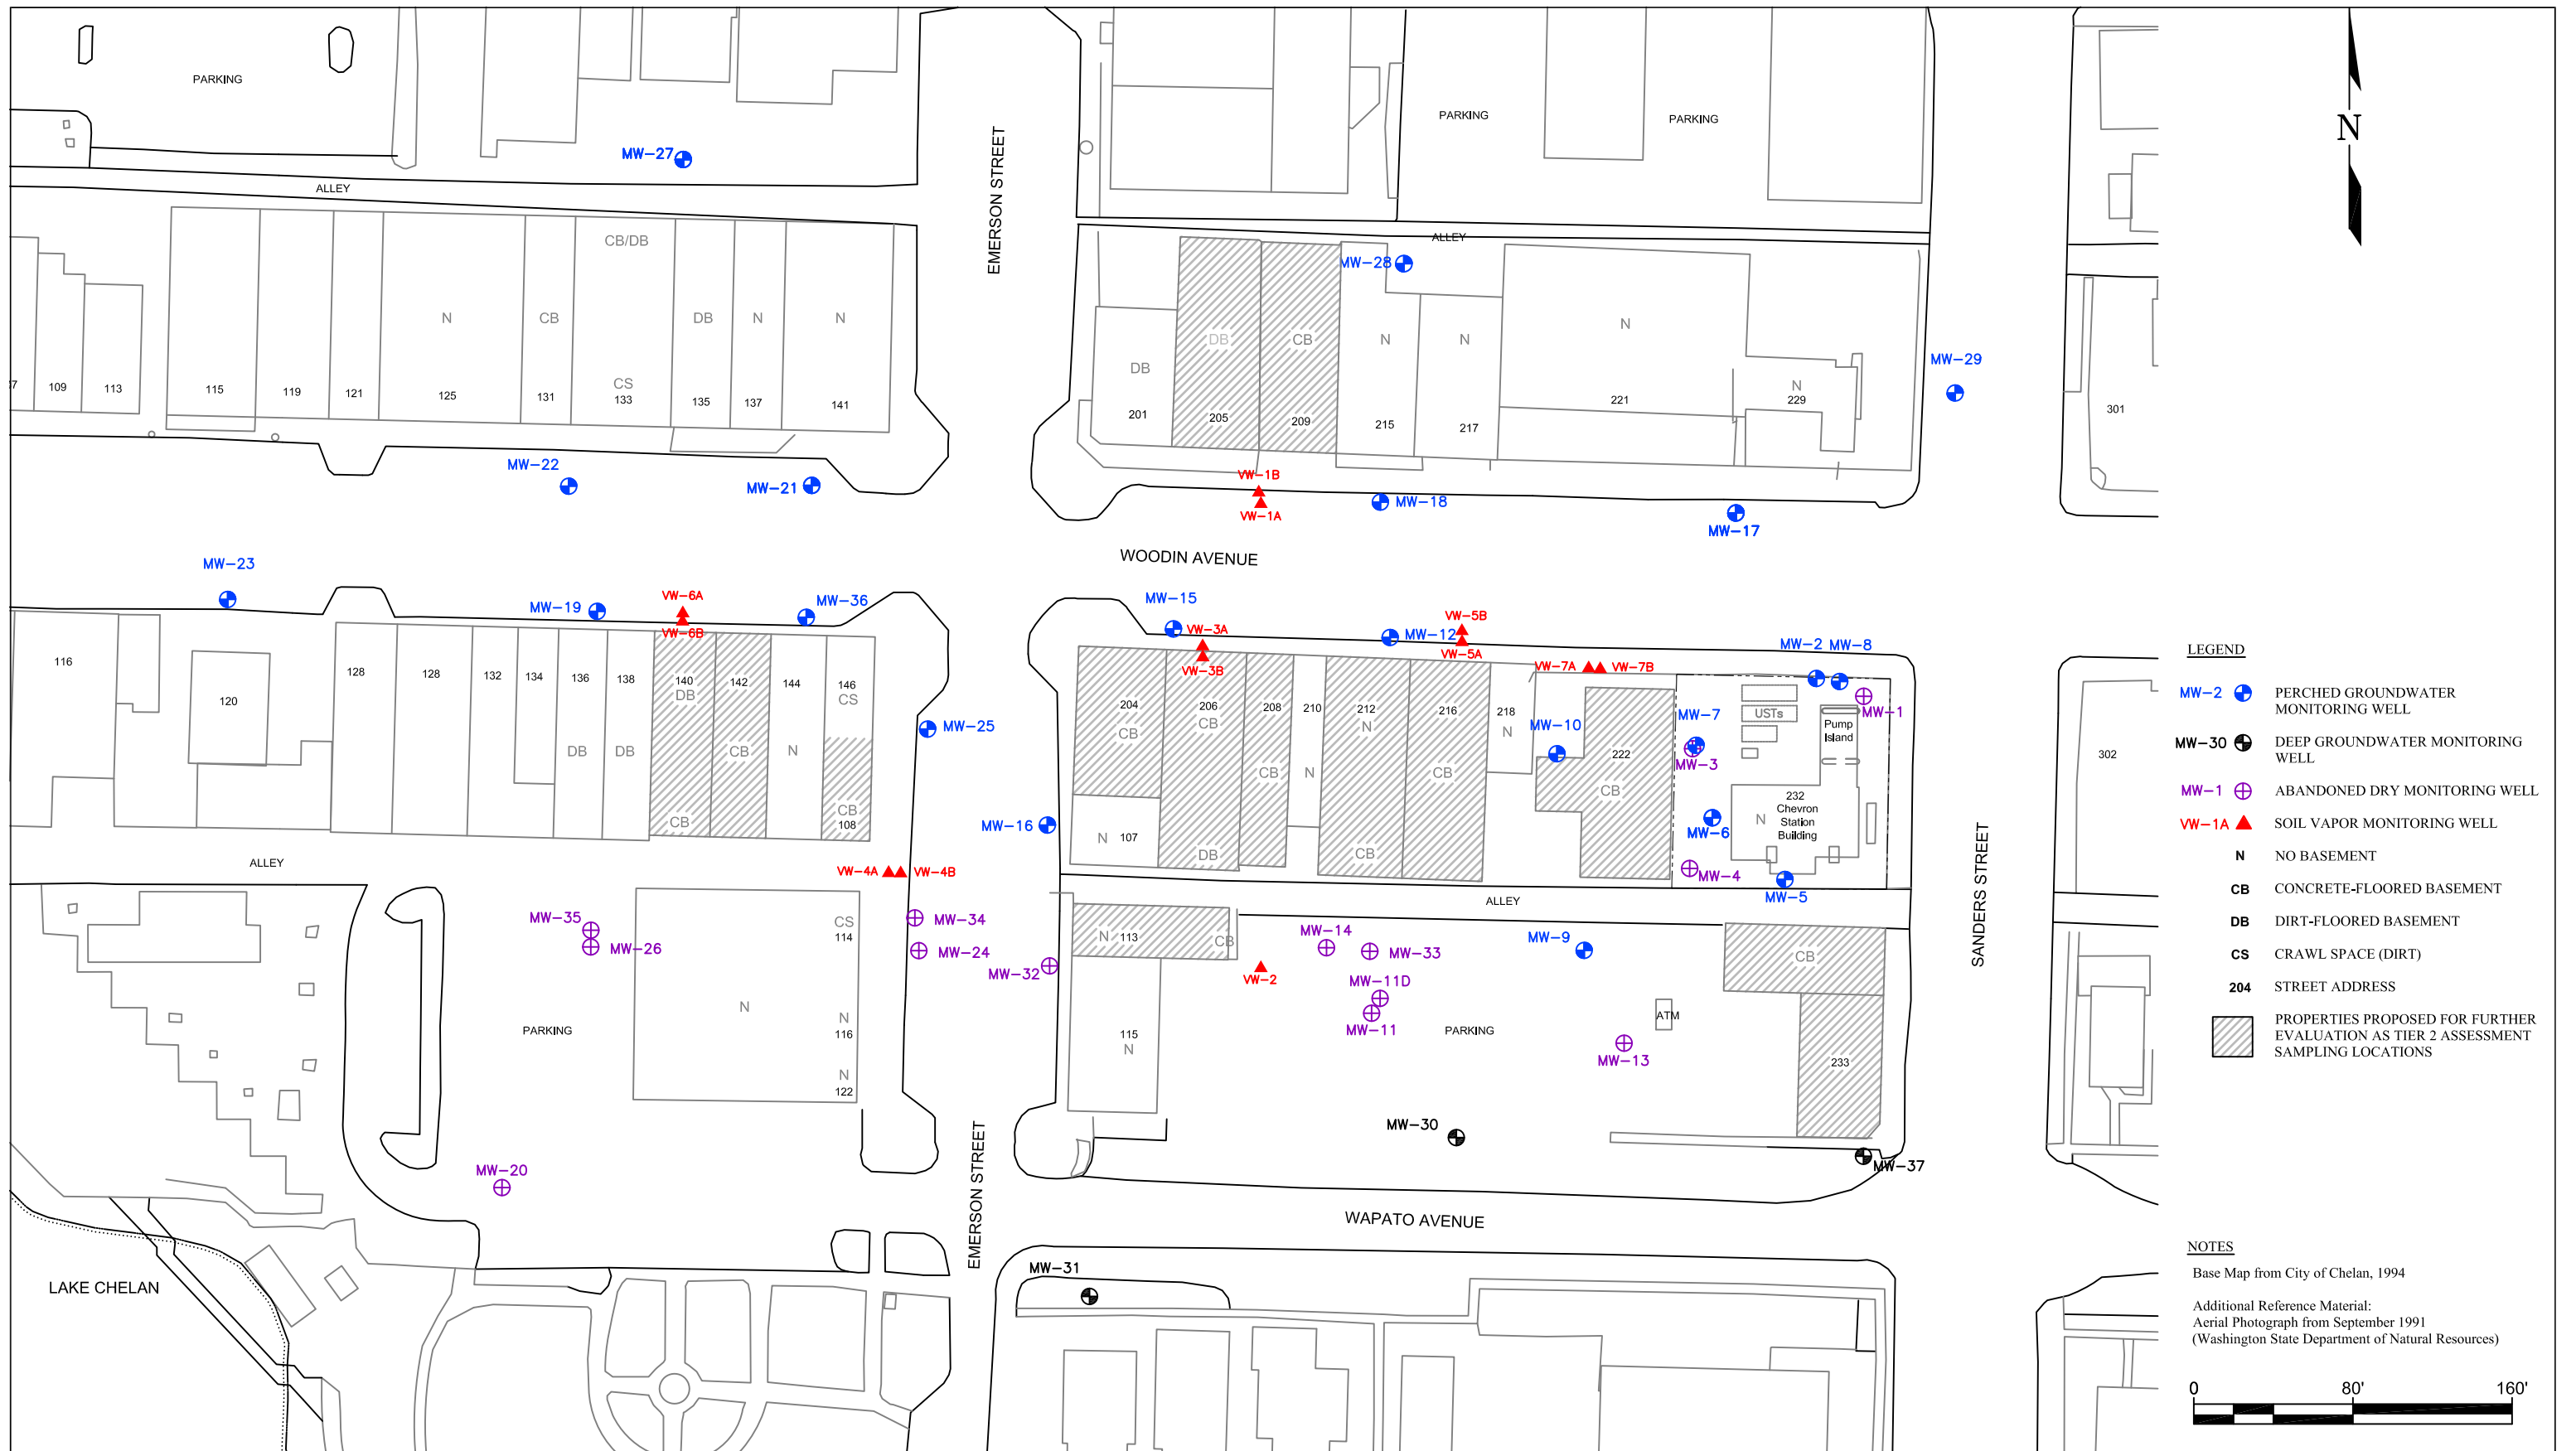 PARKING
MW-27
ALLEY
EMERSON STREET
PARKING
PARKING
ALLEY
N
CB/DB
N
CB
DB
N
N
CS
109
113
115
119
121
125
131
133
135
137
141
MW-28
DB
DB
CB
N
N
N
N
201
205
209
215
217
221
229
MW-29
301
MW-22
MW-21
VW-1B
VW-1A
MW-18
MW-17
WOODIN AVENUE
MW-23
MW-19
VW-6A
VW-6B
MW-36
MW-15
VW-3A
VW-3B
MW-12
VW-5B
VW-5A
VW-7A
VW-7B
MW-2
MW-8
116
120
128
128
132
134
136
138
140
DB
142
144
146
CS
DB
DB
CB
N
CB
CB
108
MW-25
MW-16
204
CB
206
CB
208
210
212
N
216
218
N
MW-10
222
CB
N
CB
CB
N
107
DB
CB
MW-7
MW-3
USTs
Pump
Island
MW-1
232
Chevron
Station
Building
N
MW-6
MW-4
MW-5
302
ALLEY
VW-4A
VW-4B
ALLEY
SANDERS STREET
MW-35
MW-26
CS
114
MW-34
MW-24
MW-32
N
113
CB
VW-2
MW-14
MW-33
MW-11D
MW-11
MW-9
CB
PARKING
N
N
116
N
122
115
N
PARKING
ATM
MW-13
233
MW-30
MW-37
MW-20
EMERSON STREET
WAPATO AVENUE
LAKE CHELAN
MW-31
LEGEND
MW-2 PERCHED GROUNDWATER
MONITORING WELL
MW-30 DEEP GROUNDWATER MONITORING
WELL
MW-1 ABANDONED DRY MONITORING WELL
VW-1A SOIL VAPOR MONITORING WELL
N NO BASEMENT
CB CONCRETE-FLOORED BASEMENT
DB DIRT-FLOORED BASEMENT
CS CRAWL SPACE (DIRT)
204 STREET ADDRESS
PROPERTIES PROPOSED FOR FURTHER
EVALUATION AS TIER 2 ASSESSMENT
SAMPLING LOCATIONS
NOTES
Base Map from City of Chelan, 1994
Additional Reference Material:
Aerial Photograph from September 1991
(Washington State Department of Natural Resources)
0 80' 160'